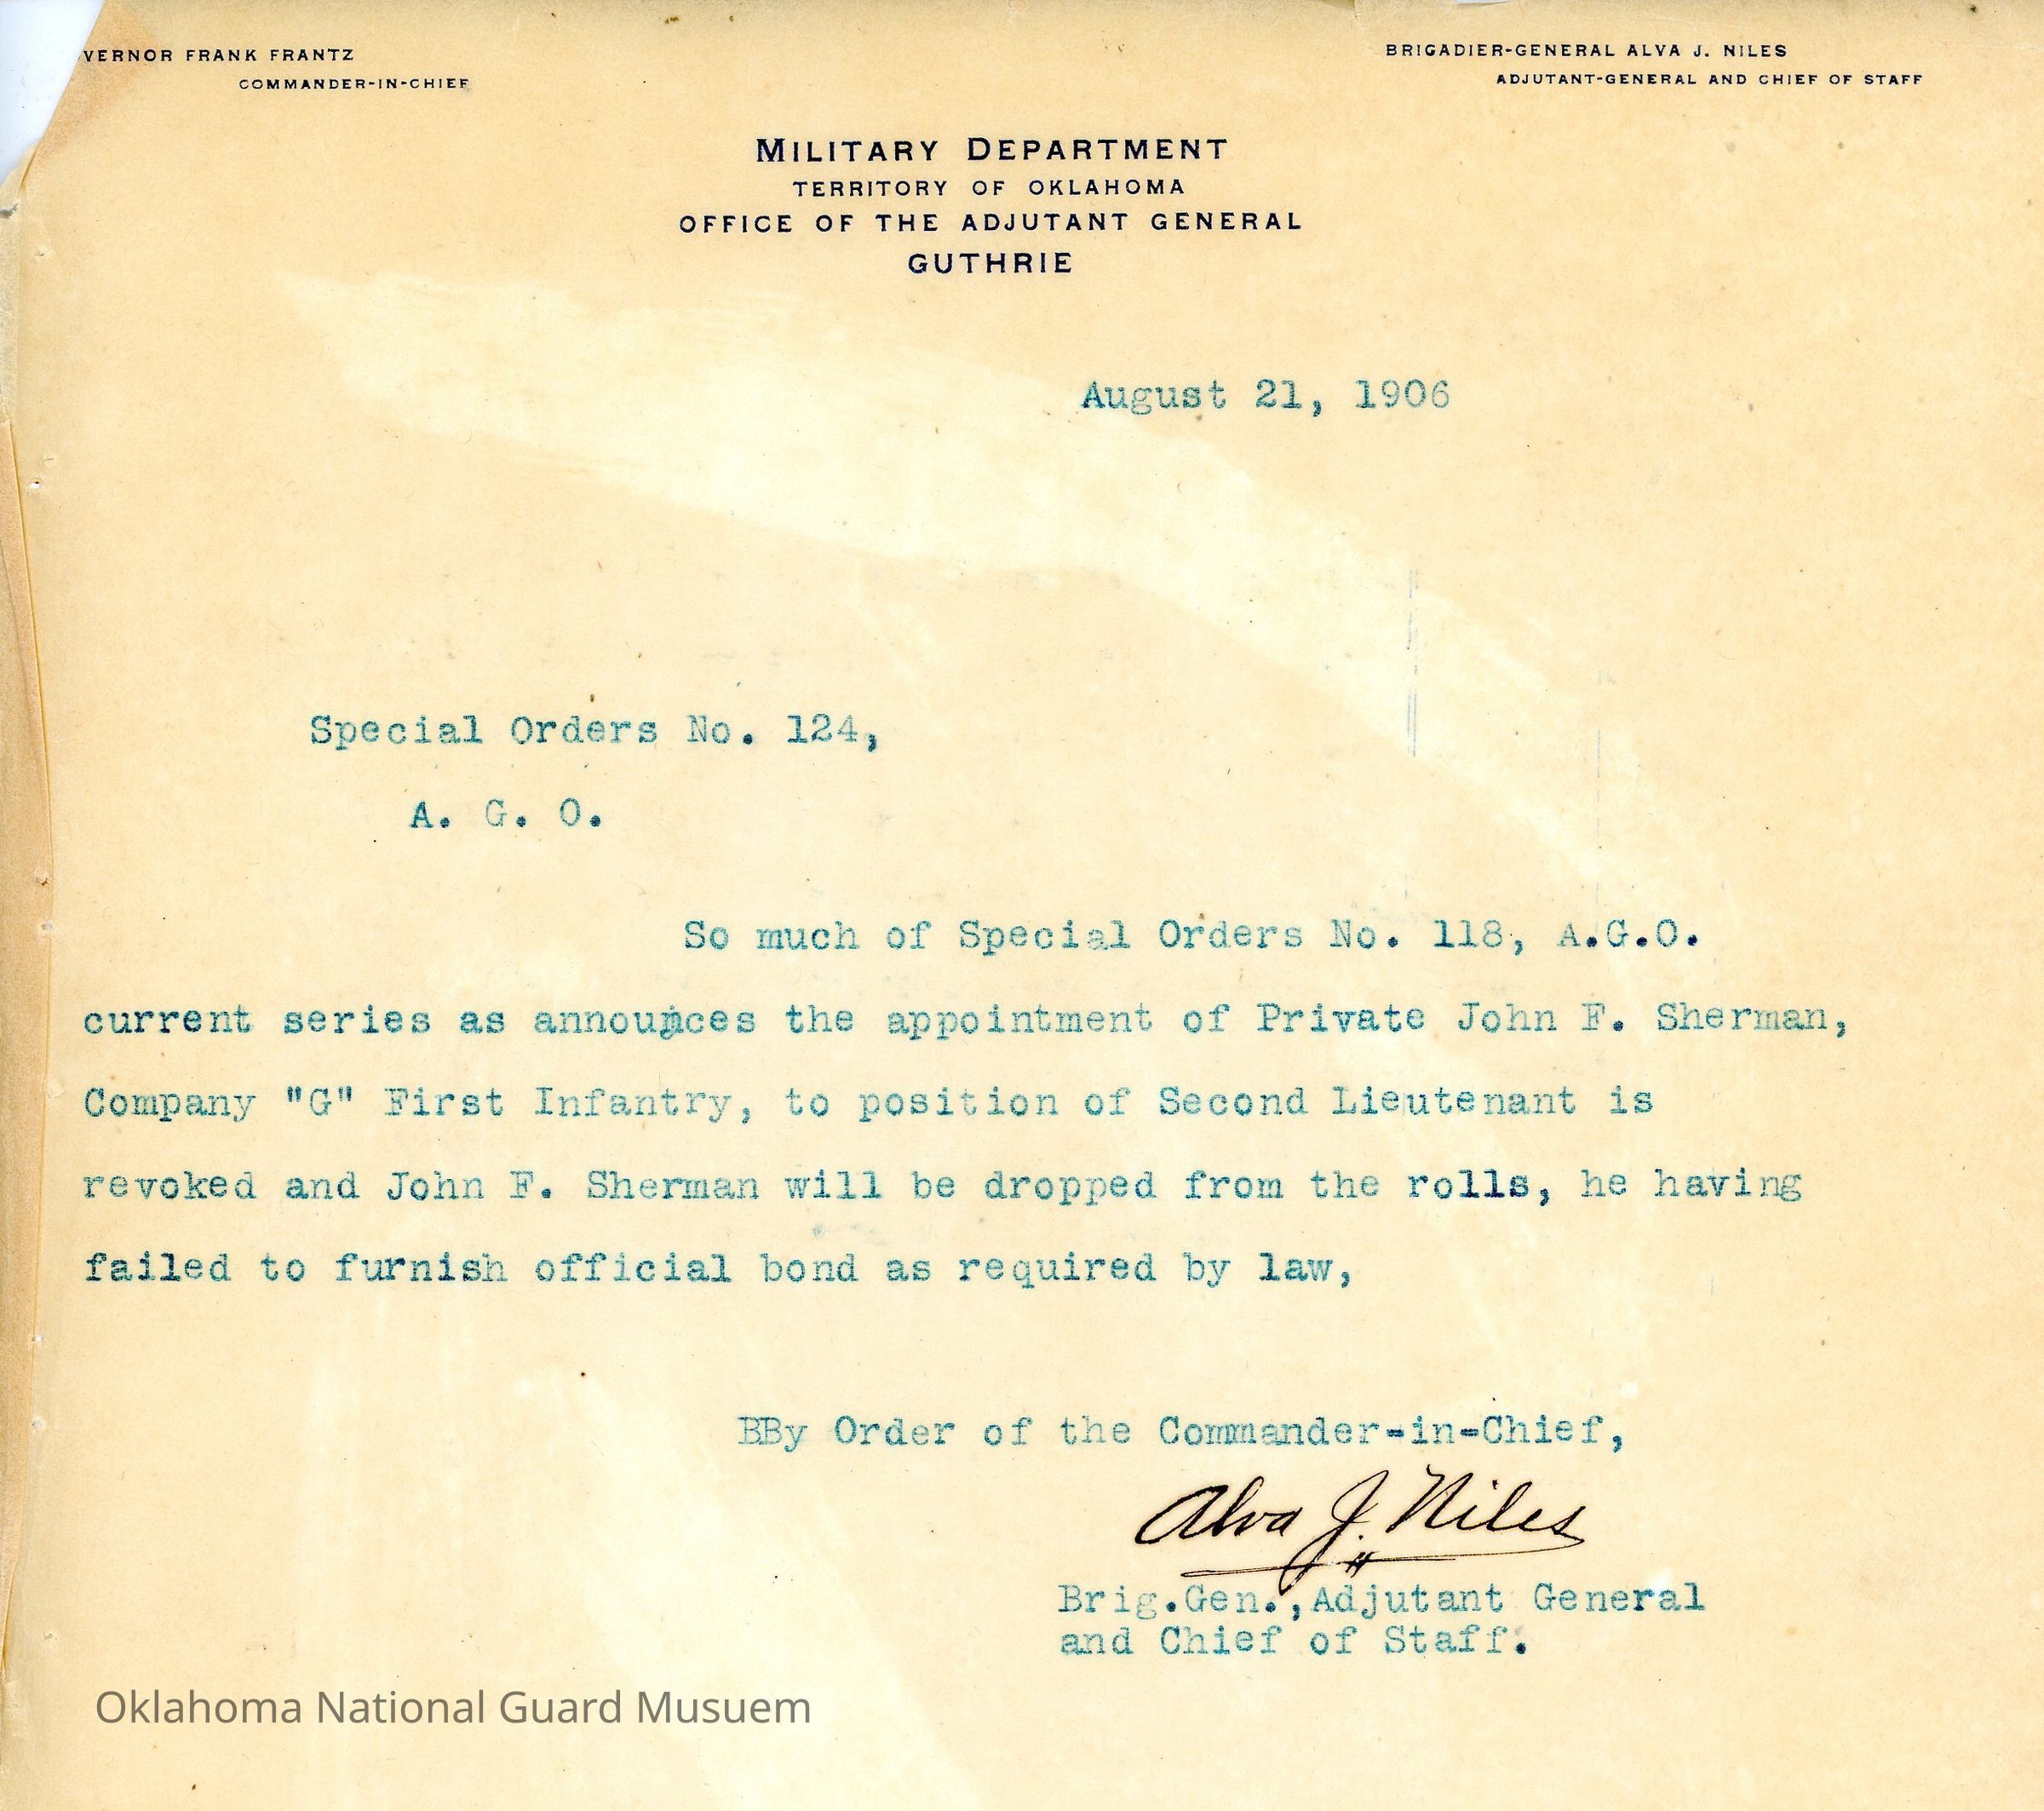 VERNOR FRANK FRANTZ
COMMANDER-IN-CHIEF
BRIGADIER-GENERAL ALVA J. NILES
ADJUTANT-GENERAL AND CHIEF OF STAFF
MILITARY DEPARTMENT
TERRITORY OF OKLAHOMA
OFFICE OF THE ADJUTANT GENERAL
GUTHRIE
August 21, 1906
Special Orders No. 124,
A. G. O.
So much of Special Orders No. 118, A.G.O.
current series as announces the appointment of Private John F. Sherman,
Company "G" First Infantry, to position of Second Lieutenant is
revoked and John F. Sherman will be dropped from the rolls, he having
failed to furnish official bond as required by law,
BBy Order of the Commander-in-Chief,
Alva J. Niles
Brig.Gen.,Adjutant General
and Chief of Staff.
Oklahoma National Guard Musuem